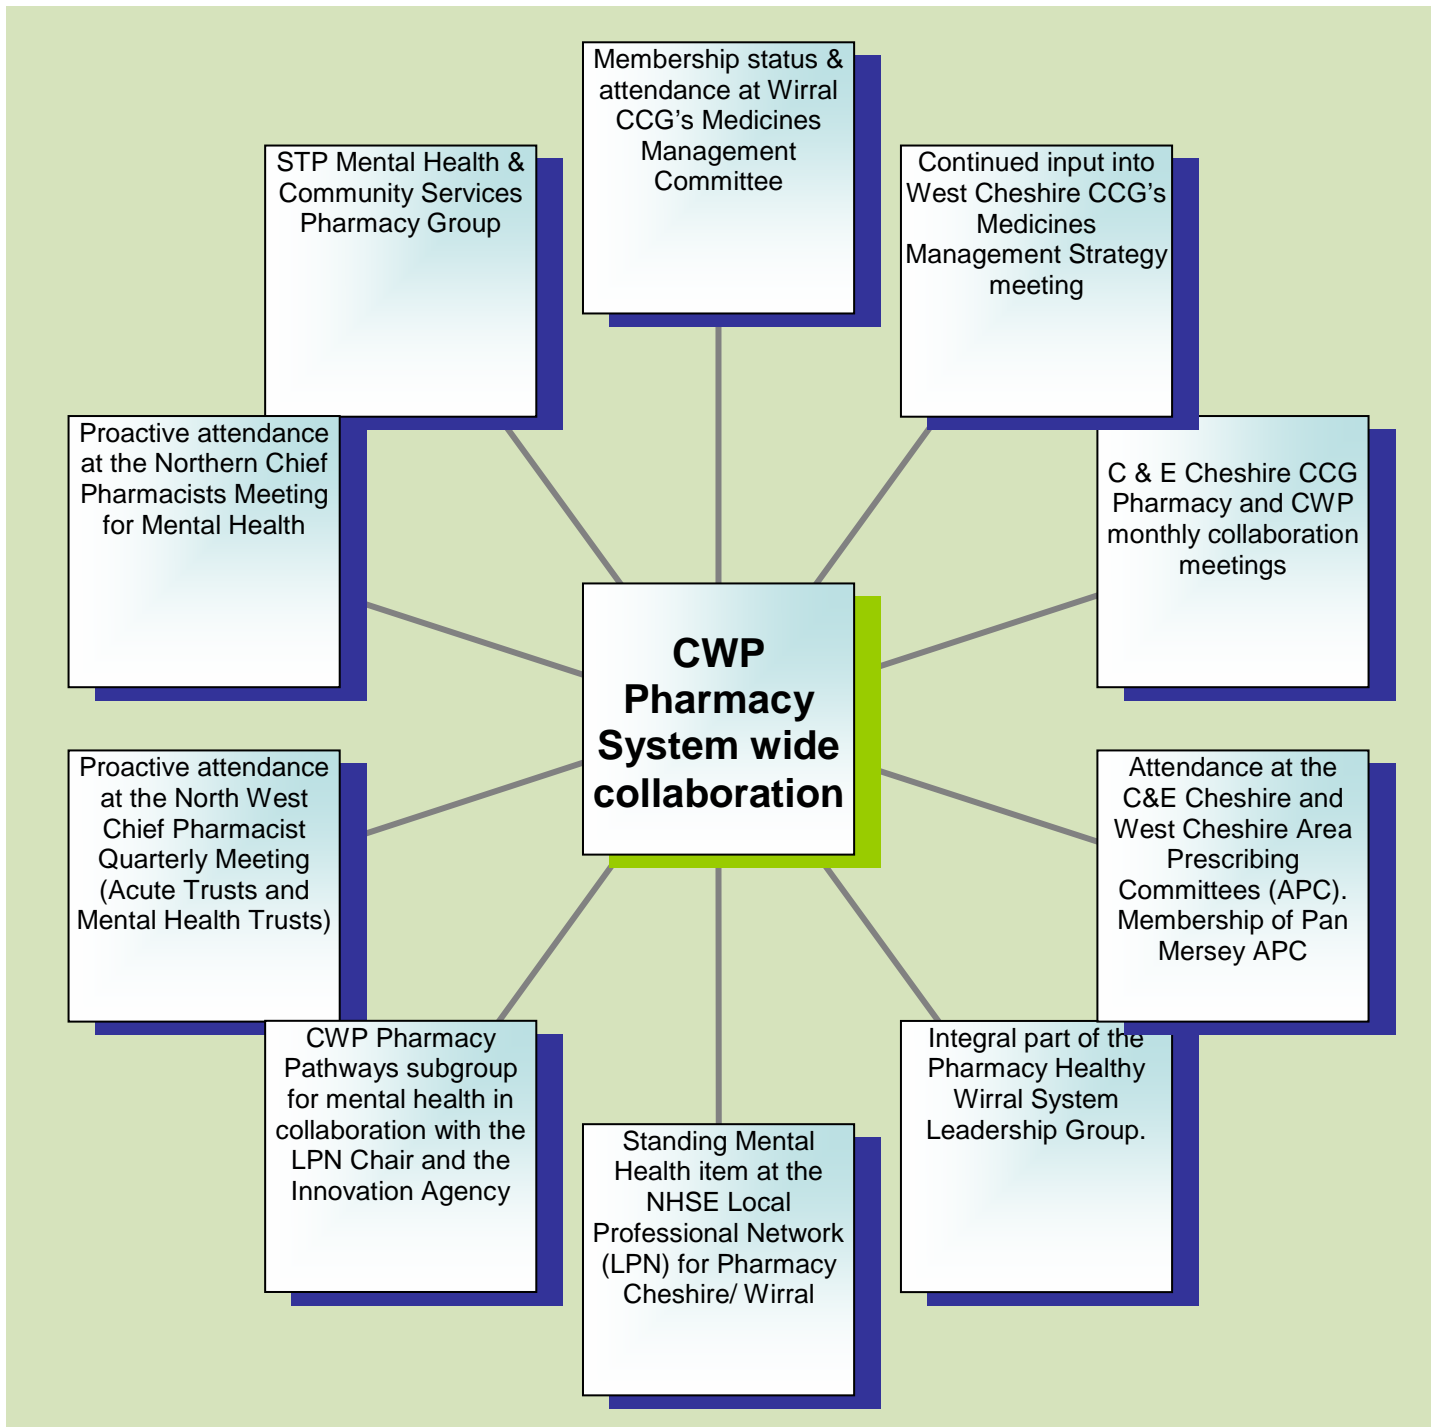 Membership status &
attendance at Wirral
CCG's Medicines
Management
Committee
STP Mental Health &
Community Services
Pharmacy Group
Continued input into
West Cheshire CCG's
Medicines
Management Strategy
meeting
Proactive attendance
at the Northern Chief
Pharmacists Meeting
for Mental Health
C & E Cheshire CCG
Pharmacy and CWP
monthly collaboration
meetings
CWP
Pharmacy
System wide
collaboration
Proactive attendance
at the North West
Chief Pharmacist
Quarterly Meeting
(Acute Trusts and
Mental Health Trusts)
Attendance at the
C&E Cheshire and
West Cheshire Area
Prescribing
Committees (APC).
Membership of Pan
Mersey APC
CWP Pharmacy
Pathways subgroup
for mental health in
collaboration with the
LPN Chair and the
Innovation Agency
Integral part of the
Pharmacy Healthy
Wirral System
Leadership Group.
Standing Mental
Health item at the
NHSE Local
Professional Network
(LPN) for Pharmacy
Cheshire/ Wirral